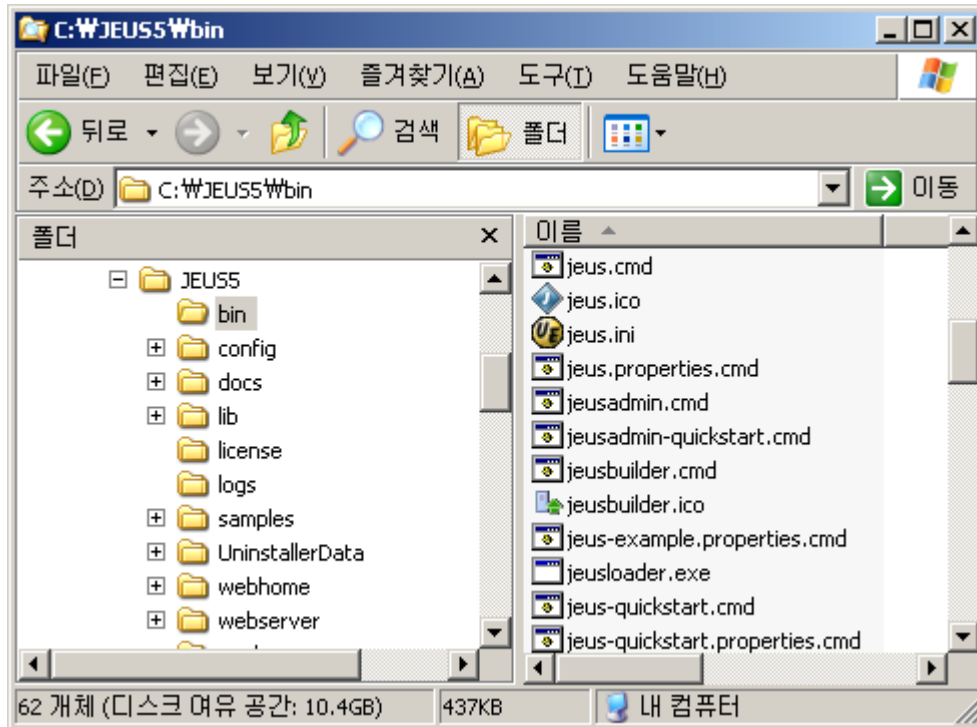 C:₩JEUS5₩bin
파일(F) 편집(E) 보기(V) 즐겨찾기(A) 도구(T) 도움말(H)
뒤로 검색 폴더
주소(D) C:₩JEUS5₩bin 이동
폴더
JEUS5
bin
config
docs
lib
license
logs
samples
UninstallerData
webhome
webserver
이름
jeus.cmd
jeus.ico
jeus.ini
jeus.properties.cmd
jeusadmin.cmd
jeusadmin-quickstart.cmd
jeusbuilder.cmd
jeusbuilder.ico
jeus-example.properties.cmd
jeusloader.exe
jeus-quickstart.cmd
jeus-quickstart.properties.cmd
62 개체 (디스크 여유 공간: 10.4GB) 437KB 내 컴퓨터